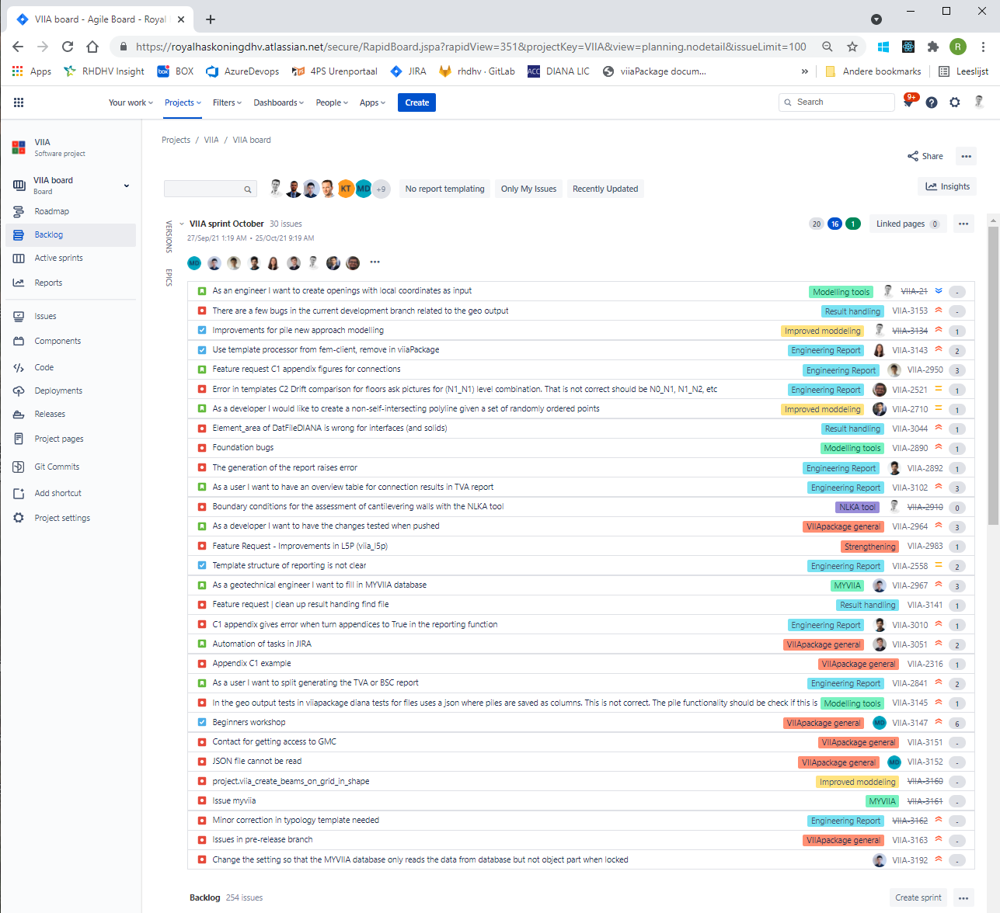 VIIA board - Agile Board - Royal
https://royalhaskoningdhv.atlassian.net/secure/RapidBoard.jspa?rapidView=351&projectKey=VIIA&view=planning.nodetail&issueLimit=100
R
Apps RHDHV Insight box BOX AzureDevops 4PS Urenportaal JIRA rhdhv · GitLab ACC DIANA LIC viiaPackage docum... » Andere bookmarks Leeslijst
Your work Projects Filters Dashboards People Apps Create Search 9+
VIIA
Software project
VIIA board
Board
Roadmap
Backlog
Active sprints
Reports
Issues
Components
Code
Deployments
Releases
Project pages
Git Commits
Add shortcut
Project settings
Projects / VIIA / VIIA board
Share
KT MD +9 No report templating Only My Issues Recently Updated Insights
VERSIONS
EPICS
VIIA sprint October 30 issues 20 16 1 Linked pages 0
27/Sep/21 1:19 AM • 25/Oct/21 9:19 AM
MD
As an engineer I want to create openings with local coordinates as input Modelling tools VIIA-21 -
There are a few bugs in the current development branch related to the geo output Result handling VIIA-3153 -
Improvements for pile new approach modelling Improved moddeling VIIA-3134 1
Use template processor from fem-client, remove in viiaPackage Engineering Report VIIA-3143 2
Feature request C1 appendix figures for connections Engineering Report VIIA-2950 3
Error in templates C2 Drift comparison for floors ask pictures for (N1_N1) level combination. That is not correct should be N0_N1, N1_N2, etc Engineering Report VIIA-2521 1
As a developer I would like to create a non-self-intersecting polyline given a set of randomly ordered points Improved moddeling VIIA-2710 1
Element_area of DatFileDIANA is wrong for interfaces (and solids) Result handling VIIA-3044 1
Foundation bugs Modelling tools VIIA-2890 1
The generation of the report raises error Engineering Report VIIA-2892 1
As a user I want to have an overview table for connection results in TVA report Engineering Report VIIA-3102 3
Boundary conditions for the assessment of cantilevering walls with the NLKA tool NLKA tool VIIA-2910 0
As a developer I want to have the changes tested when pushed VIIApackage general VIIA-2964 3
Feature Request - Improvements in L5P (viia_l5p) Strengthening VIIA-2983 1
Template structure of reporting is not clear Engineering Report VIIA-2558 2
As a geotechnical engineer I want to fill in MYVIIA database MYVIIA VIIA-2967 3
Feature request | clean up result handing find file Result handling VIIA-3141 1
C1 appendix gives error when turn appendices to True in the reporting function Engineering Report VIIA-3010 1
Automation of tasks in JIRA VIIApackage general VIIA-3051 2
Appendix C1 example VIIApackage general VIIA-2316 1
As a user I want to split generating the TVA or BSC report Engineering Report VIIA-2841 2
In the geo output tests in viiapackage diana tests for files uses a json where piles are saved as columns. This is not correct. The pile functionality should be check if this is Modelling tools VIIA-3145 1
Beginners workshop VIIApackage general MD VIIA-3147 6
Contact for getting access to GMC VIIApackage general VIIA-3151 -
JSON file cannot be read VIIApackage general MD VIIA-3152 -
project.viia_create_beams_on_grid_in_shape Improved moddeling VIIA-3160 -
Issue myviia MYVIIA VIIA-3161 -
Minor correction in typology template needed Engineering Report VIIA-3162 -
Issues in pre-release branch VIIApackage general VIIA-3163 -
Change the setting so that the MYVIIA database only reads the data from database but not object part when locked VIIA-3192 -
Backlog 254 issues Create sprint